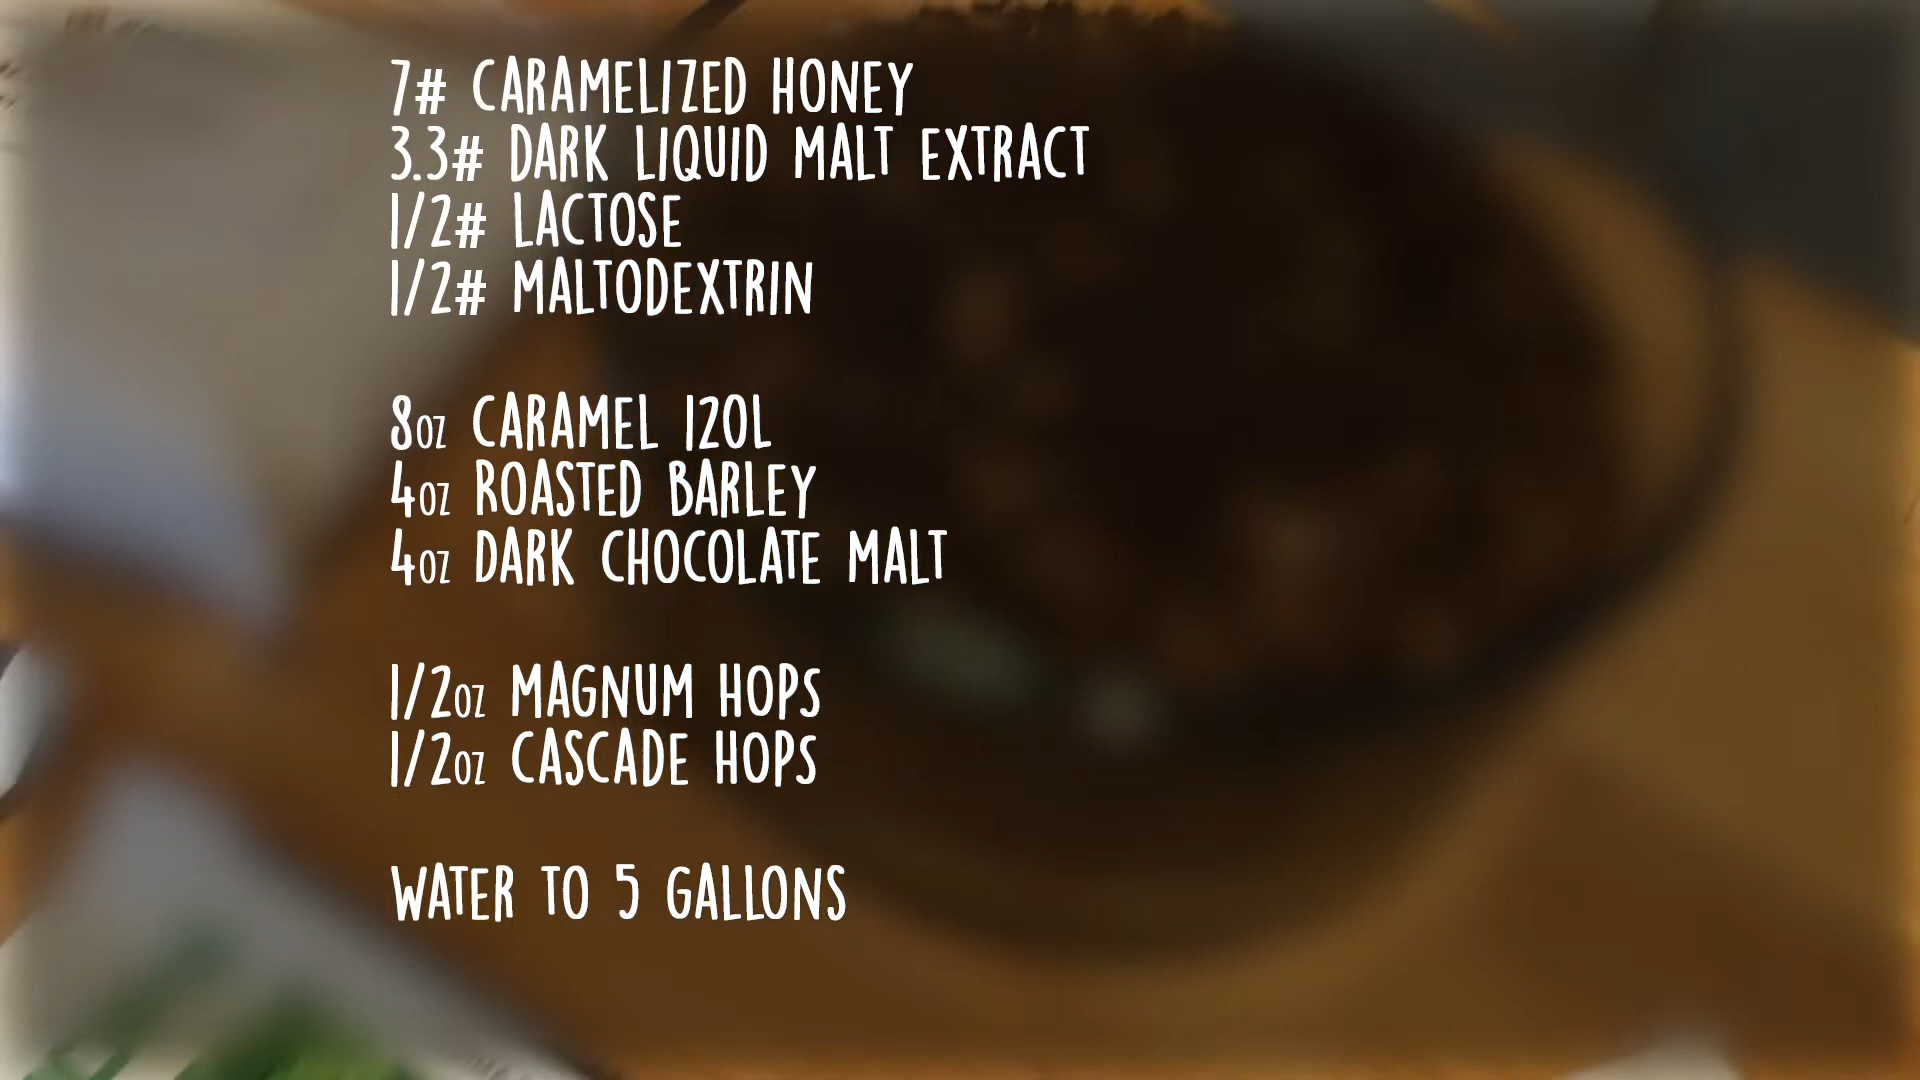 7# CARAMELIZED HONEY
3.3# DARK LIQUID MALT EXTRACT
1/2# LACTOSE
1/2# MALTODEXTRIN
8OZ CARAMEL 120L
4OZ ROASTED BARLEY
4OZ DARK CHOCOLATE MALT
1/2OZ MAGNUM HOPS
1/2OZ CASCADE HOPS
WATER TO 5 GALLONS